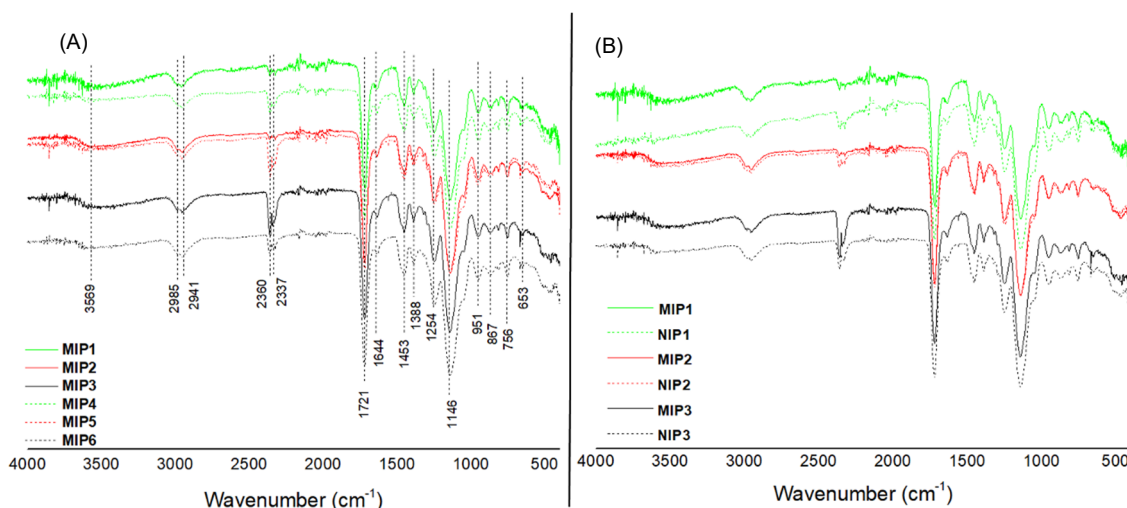 (A)
3569
2985
2941
2360
2337
1721
1644
1453
1388
1254
1146
951
867
756
653
MIP1
MIP2
MIP3
MIP4
MIP5
MIP6
4000 3500 3000 2500 2000 1500 1000 500
Wavenumber (cm⁻¹)
(B)
MIP1
NIP1
MIP2
NIP2
MIP3
NIP3
4000 3500 3000 2500 2000 1500 1000 500
Wavenumber (cm⁻¹)